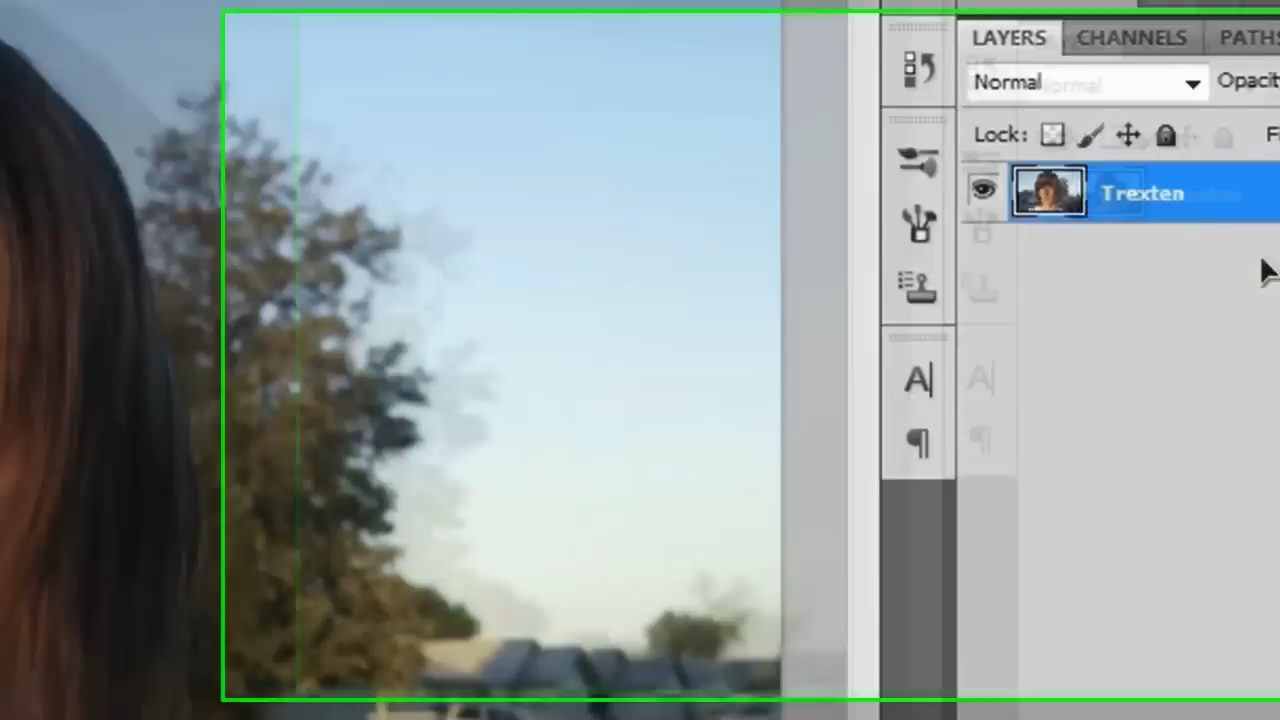 LAYERS CHANNELS PATHS
Normal Opacit
Lock: F
Trexten
A